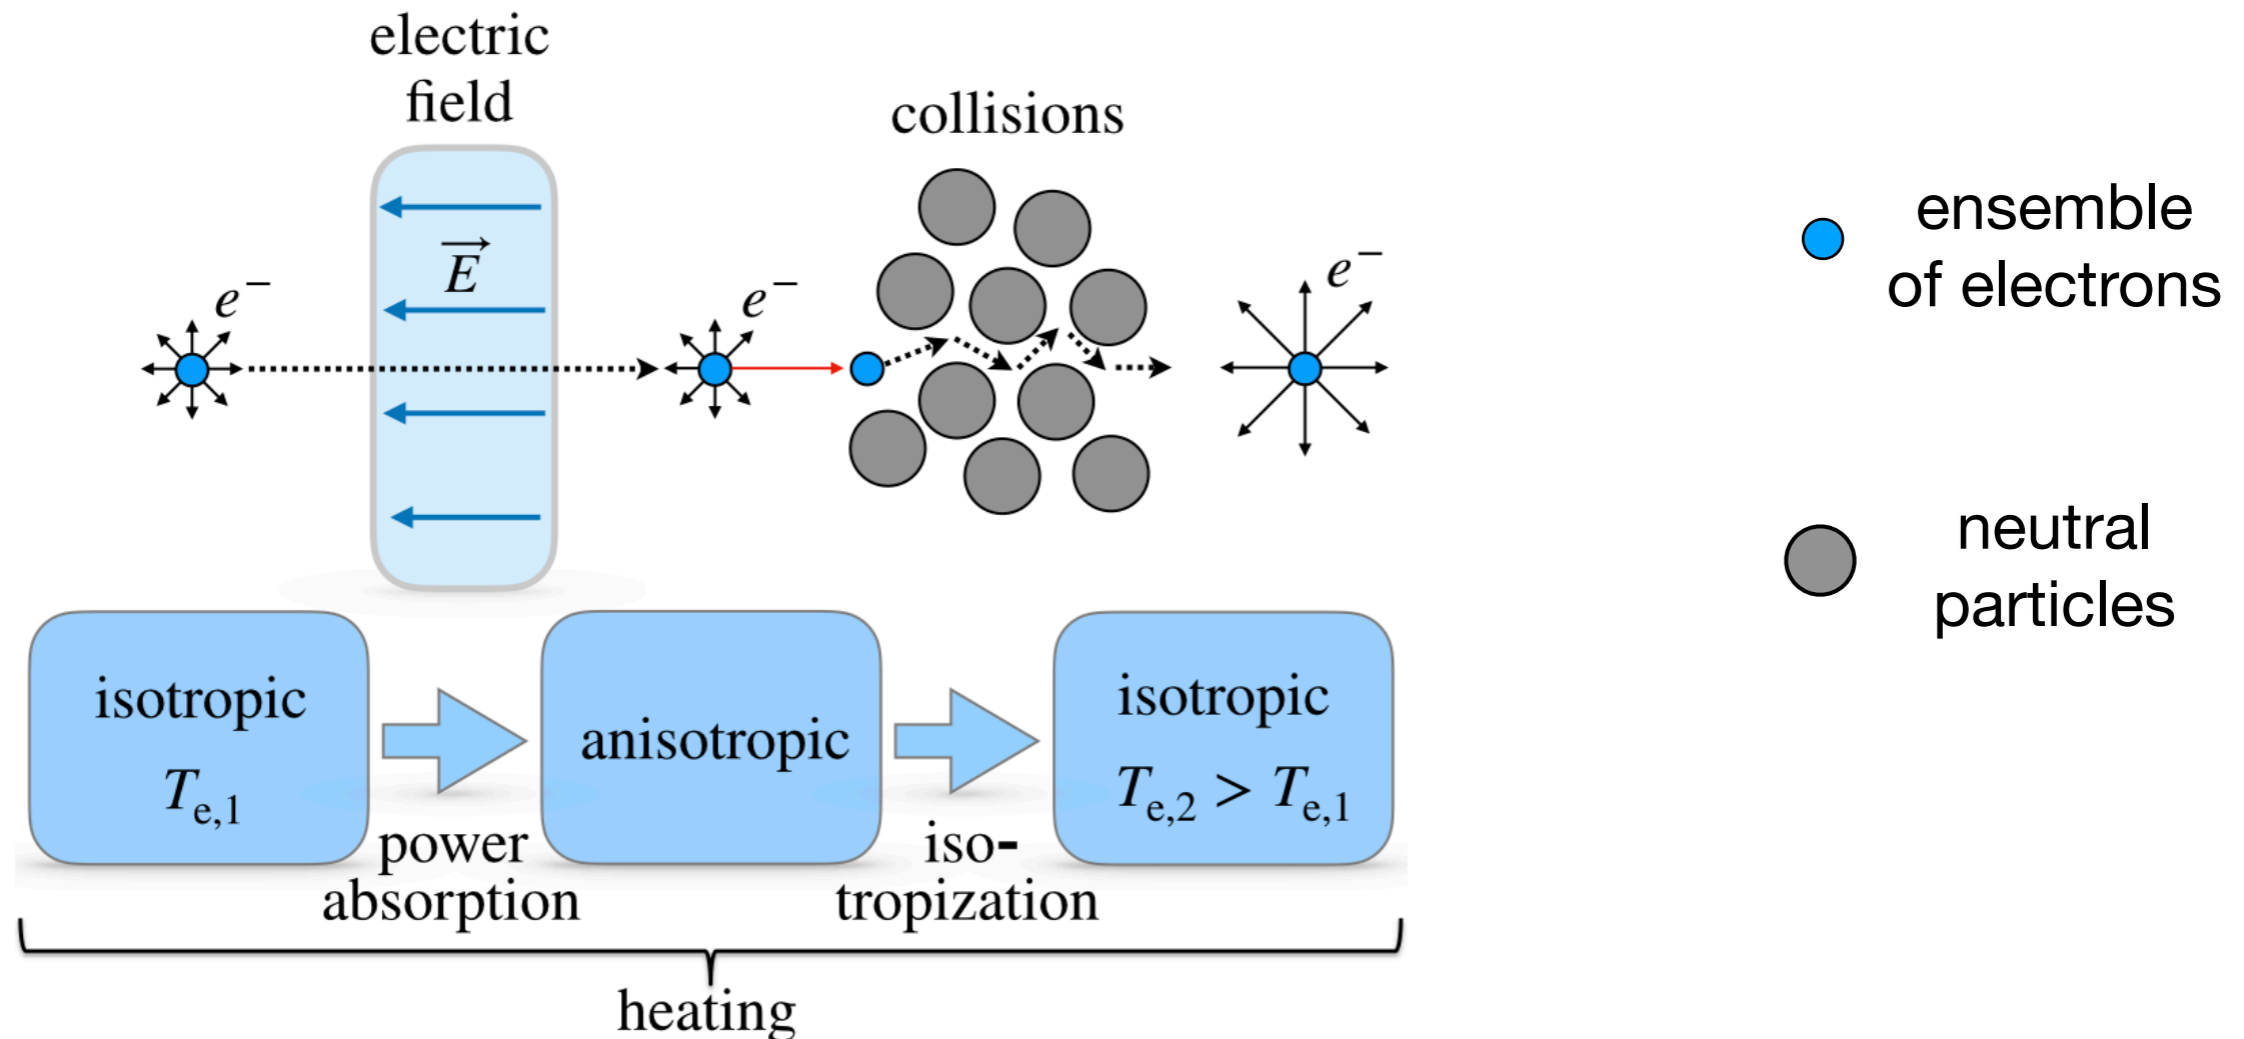 electric
field
collisions
E⃗
e⁻
e⁻
e⁻
ensemble
of electrons
neutral
particles
isotropic
Tₑ,₁
power
absorption
anisotropic
iso-
tropization
isotropic
Tₑ,₂ > Tₑ,₁
heating